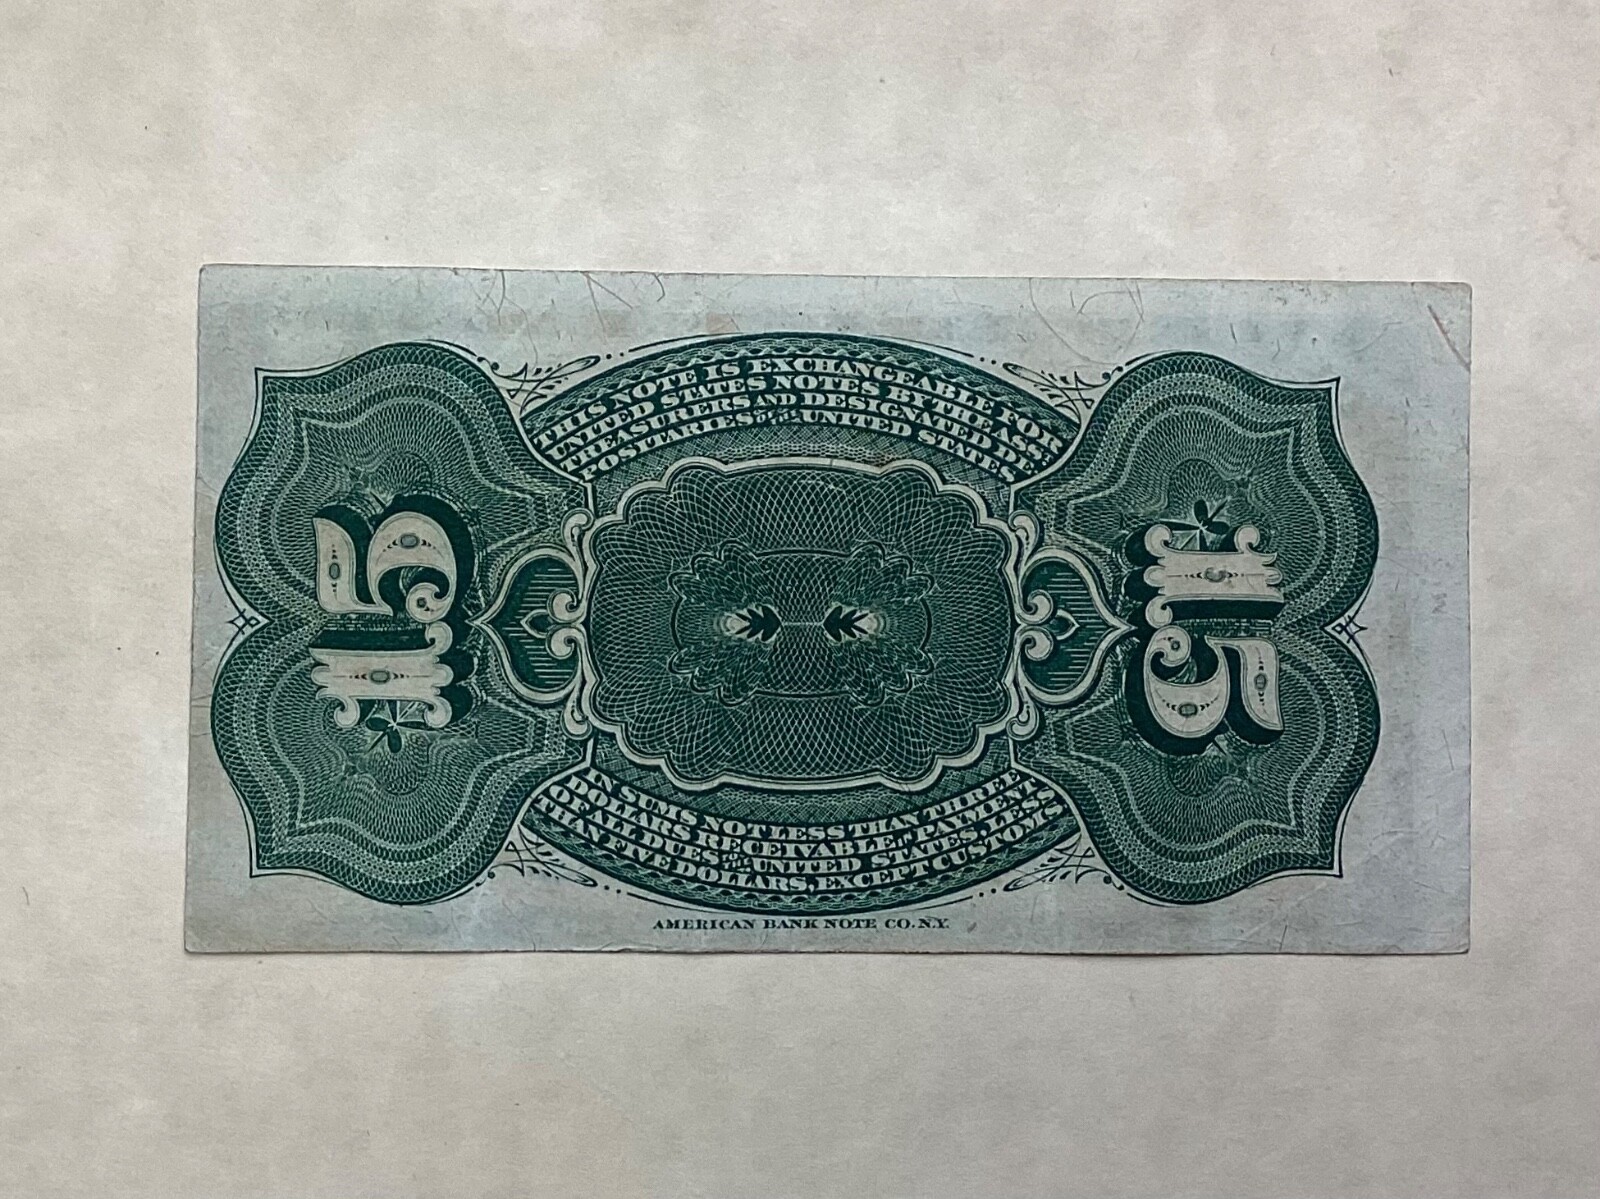 THIS NOTE IS EXCHANGEABLE FOR
UNITED STATES NOTES BY THE ASST
TREASURERS AND DESIGNATED DE-
POSITARIES OF THE UNITED STATES
15
15
IN SUMS NOT LESS THAN THREE
DOLLARS RECEIVABLE IN PAYMENTS
OF ALL DUES TO THE UNITED STATES, LESS
THAN FIVE DOLLARS, EXCEPT CUSTOMS.
AMERICAN BANK NOTE CO. N.Y.